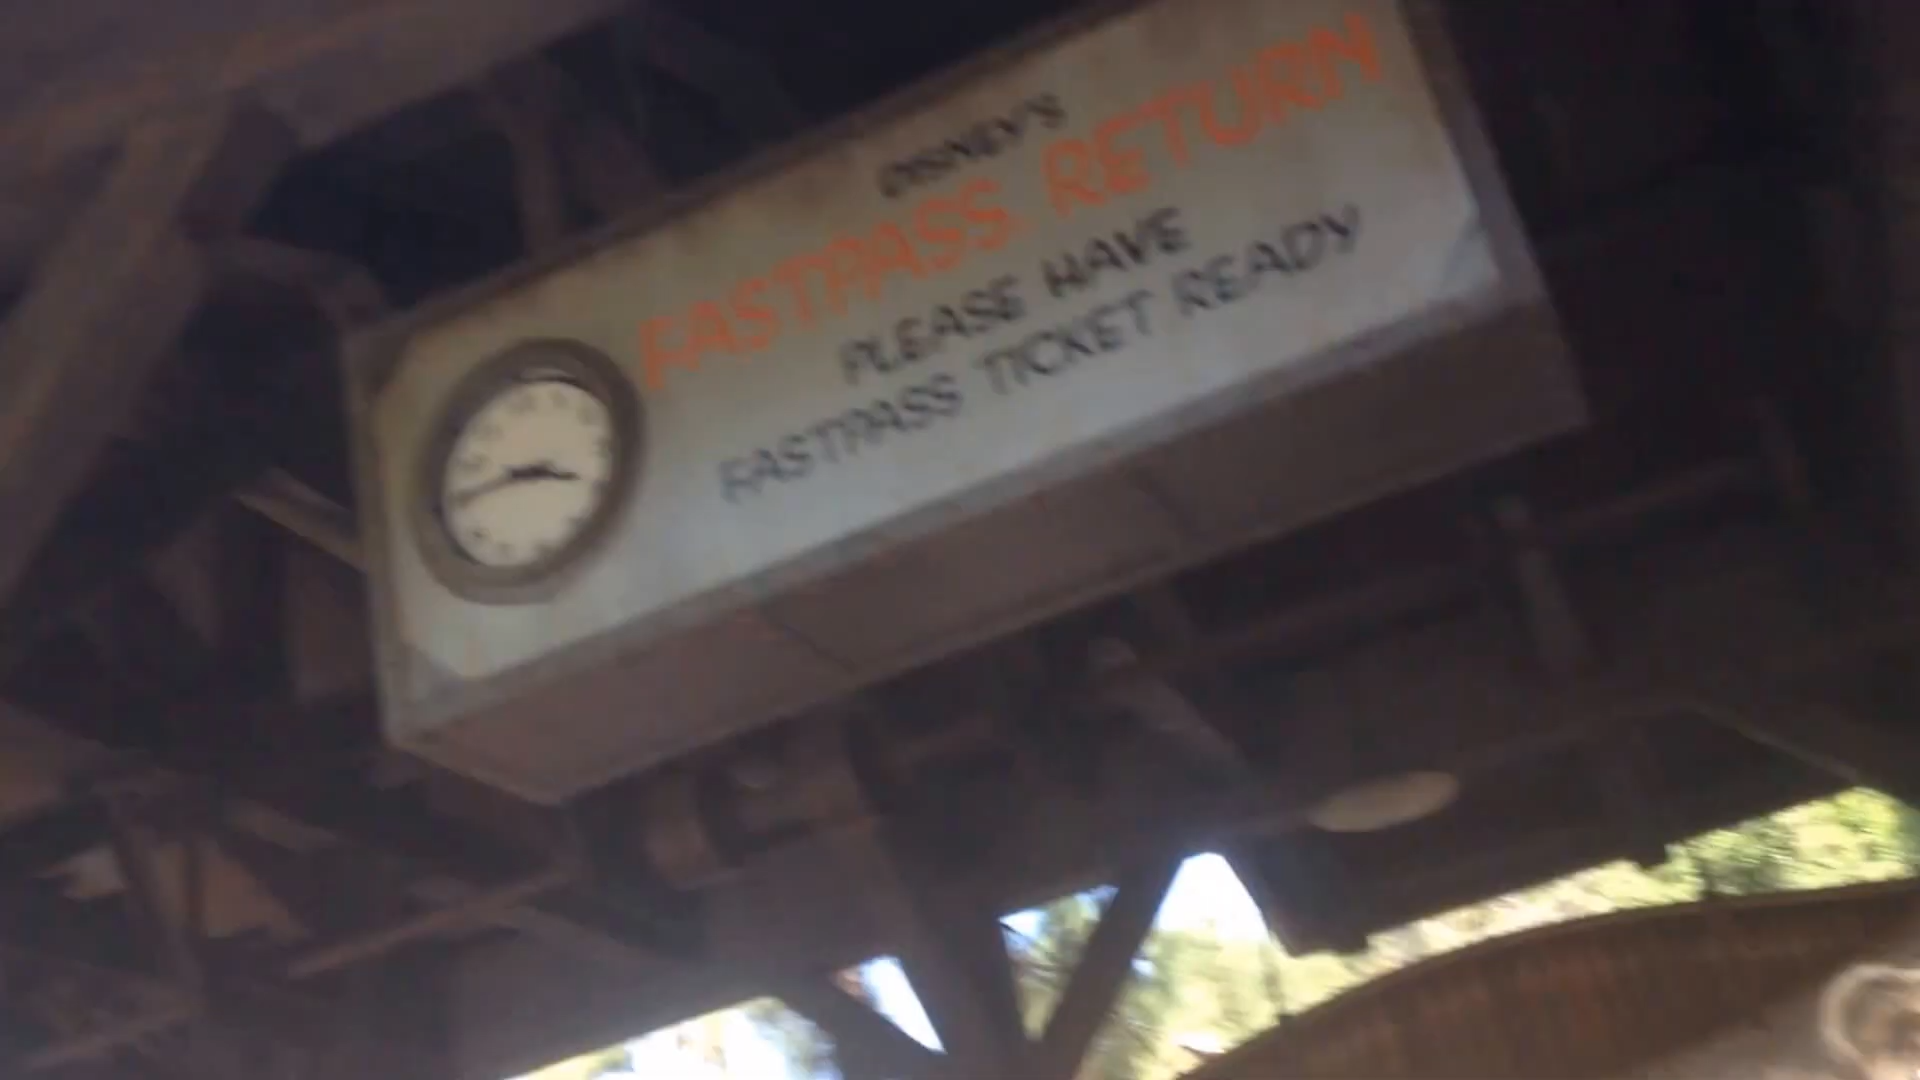 DISNEY'S
FASTPASS RETURN
PLEASE HAVE
FASTPASS TICKET READY